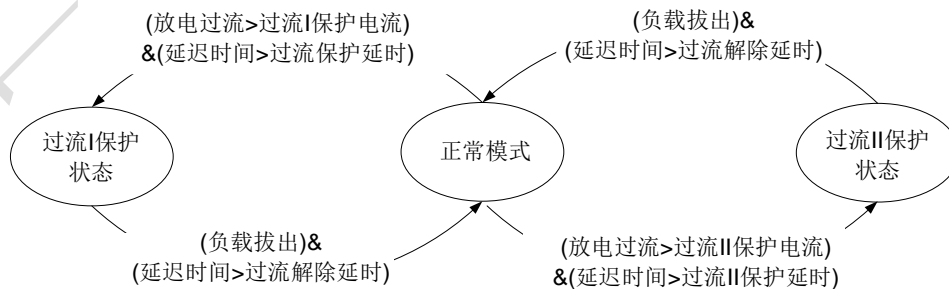 (放电过流>过流I保护电流)
&(延迟时间>过流保护延时)
(负载拔出)&
(延迟时间>过流解除延时)
过流I保护
状态
正常模式
过流II保护
状态
(负载拔出)&
(延迟时间>过流解除延时)
(放电过流>过流II保护电流)
&(延迟时间>过流II保护延时)